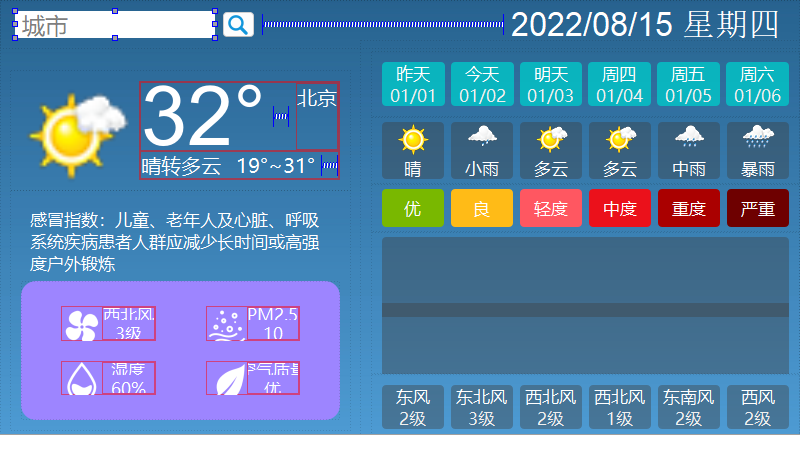 城市
2022/08/15 星期四
32°
北京
晴转多云 19°~31°
感冒指数：儿童、老年人及心脏、呼吸
系统疾病患者人群应减少长时间或高强
度户外锻炼
西北风
3级
PM2.5
10
湿度
60%
空气质量
优
昨天 今天 明天 周四 周五 周六
01/01 01/02 01/03 01/04 01/05 01/06
晴 小雨 多云 多云 中雨 暴雨
优 良 轻度 中度 重度 严重
东风 东北风 西北风 西北风 东南风 西风
2级 3级 2级 1级 2级 2级